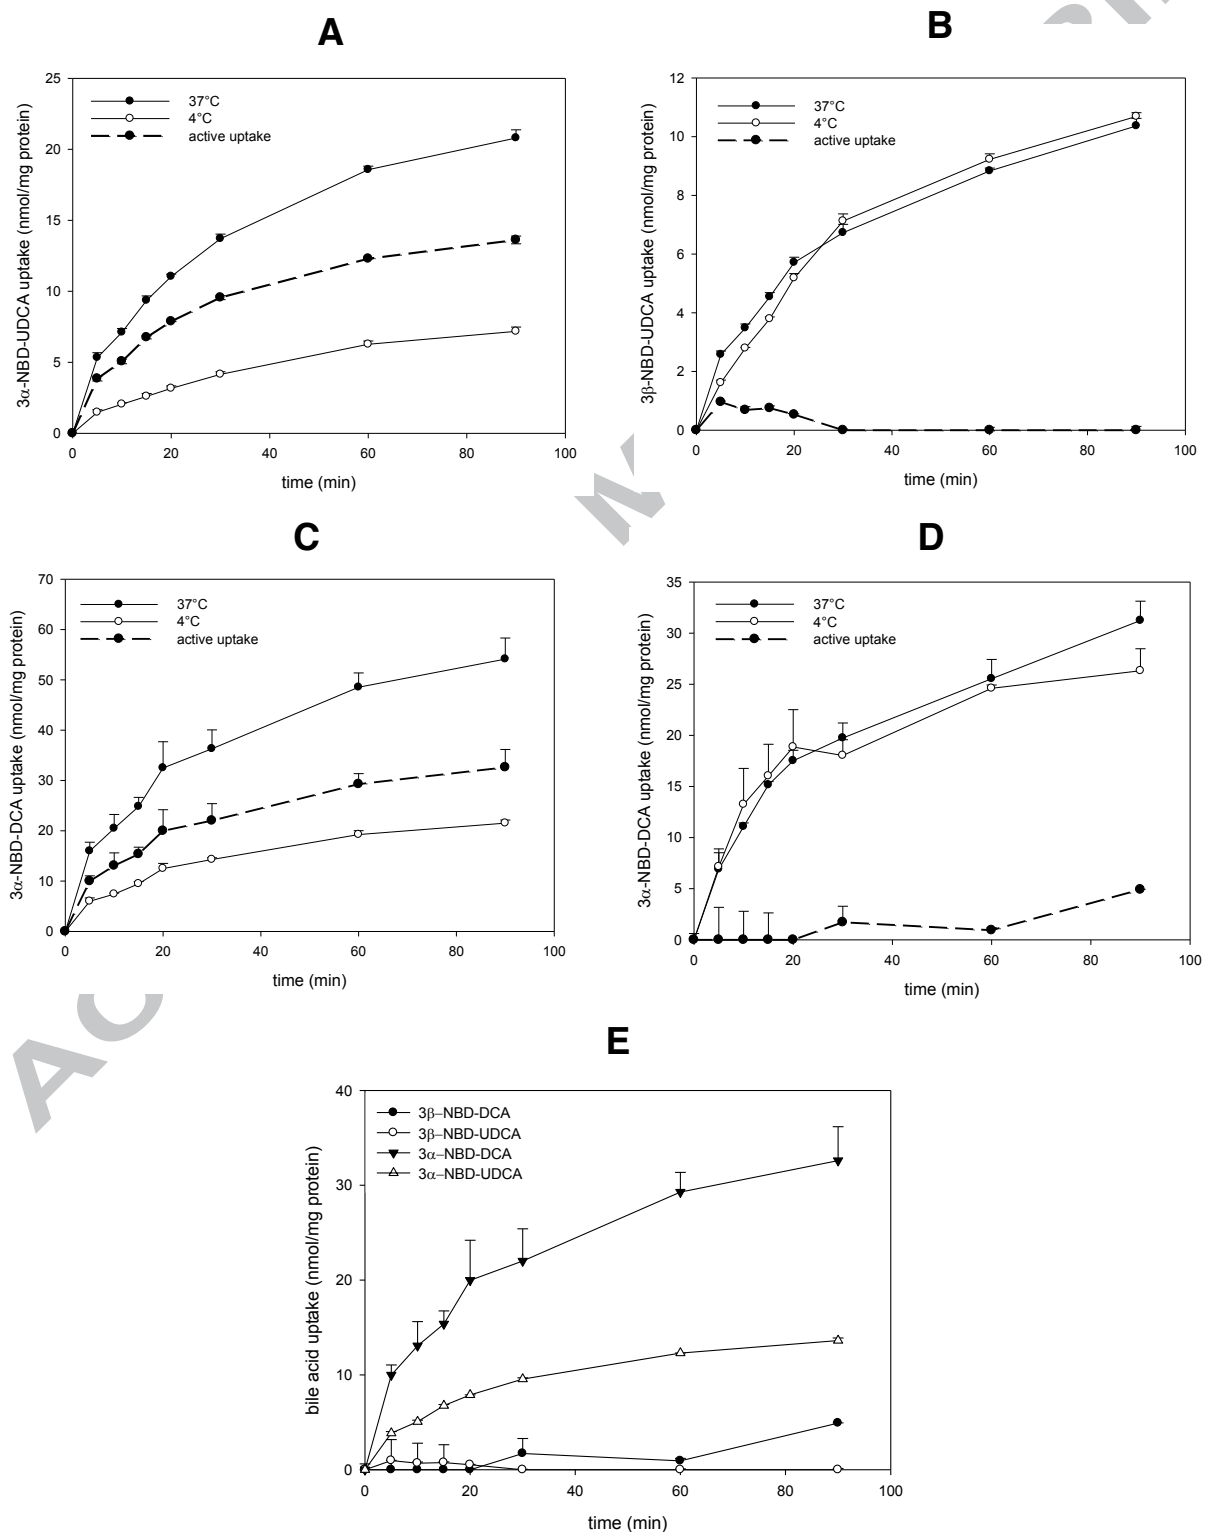 A
25
20
15
10
5
0
0 20 40 60 80 100
37°C
4°C
active uptake
3α-NBD-UDCA uptake (nmol/mg protein)
time (min)
B
12
10
8
6
4
2
0
0 20 40 60 80 100
37°C
4°C
active uptake
3β-NBD-UDCA uptake (nmol/mg protein)
time (min)
C
70
60
50
40
30
20
10
0
0 20 40 60 80 100
37°C
4°C
active uptake
3α-NBD-DCA uptake (nmol/mg protein)
time (min)
D
35
30
25
20
15
10
5
0
0 20 40 60 80 100
37°C
4°C
active uptake
3α-NBD-DCA uptake (nmol/mg protein)
time (min)
E
40
30
20
10
0
0 20 40 60 80 100
3β–NBD-DCA
3β–NBD-UDCA
3α–NBD-DCA
3α–NBD-UDCA
bile acid uptake (nmol/mg protein)
time (min)